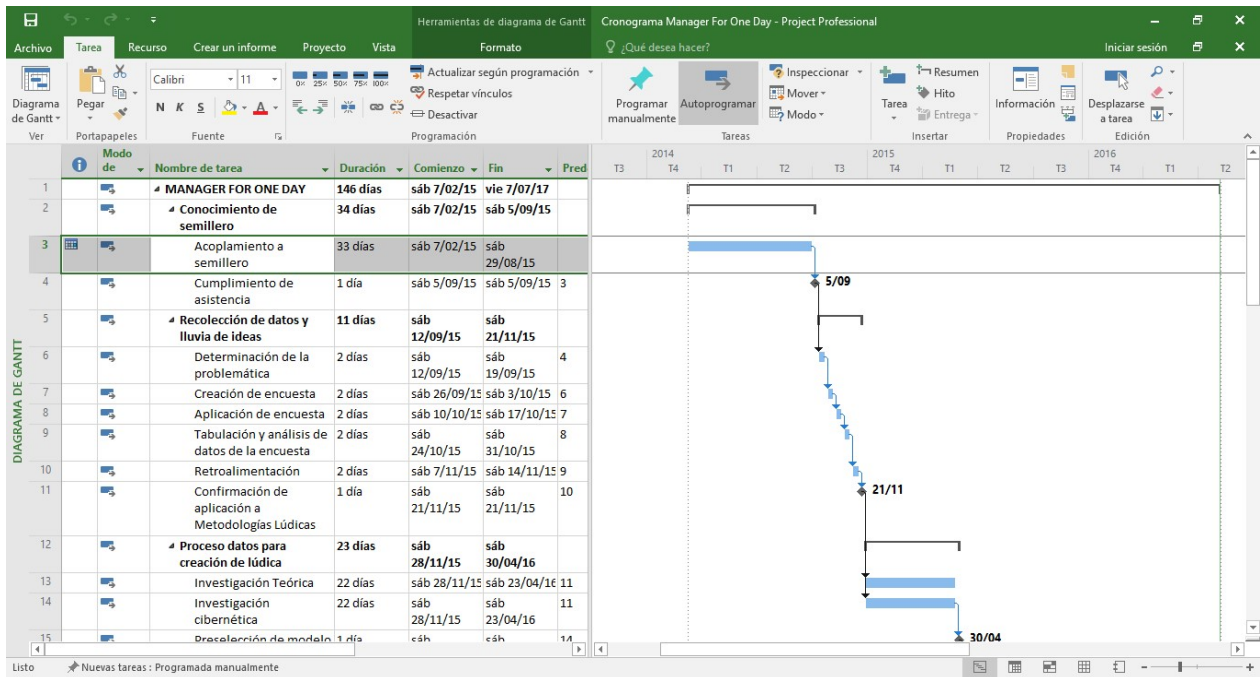 Herramientas de diagrama de Gantt Cronograma Manager For One Day - Project Professional
Archivo Tarea Recurso Crear un informe Proyecto Vista Formato ¿Qué desea hacer? Iniciar sesión
Diagrama de Gantt
Ver
Pegar
Portapapeles
Calibri 11
N K S A
Fuente
0× 25× 50× 75× 100×
Actualizar según programación
Respetar vínculos
Desactivar
Programación
Programar manualmente
Autoprogramar
Inspeccionar
Mover
Modo
Tareas
Tarea
Resumen
Hito
Entrega
Insertar
Información
Propiedades
Desplazarse a tarea
Edición
Modo de Nombre de tarea Duración Comienzo Fin Pred
2014 2015 2016
T3 T4 T1 T2 T3 T4 T1 T2 T3 T4 T1 T2
DIAGRAMA DE GANTT
1 MANAGER FOR ONE DAY 146 días sáb 7/02/15 vie 7/07/17
2 Conocimiento de semillero 34 días sáb 7/02/15 sáb 5/09/15
3 Acoplamiento a semillero 33 días sáb 7/02/15 sáb 29/08/15
4 Cumplimiento de asistencia 1 día sáb 5/09/15 sáb 5/09/15 3
5/09
5 Recolección de datos y lluvia de ideas 11 días sáb 12/09/15 sáb 21/11/15
6 Determinación de la problemática 2 días sáb 12/09/15 sáb 19/09/15 4
7 Creación de encuesta 2 días sáb 26/09/15 sáb 3/10/15 6
8 Aplicación de encuesta 2 días sáb 10/10/15 sáb 17/10/15 7
9 Tabulación y análisis de datos de la encuesta 2 días sáb 24/10/15 sáb 31/10/15 8
10 Retroalimentación 2 días sáb 7/11/15 sáb 14/11/15 9
11 Confirmación de aplicación a Metodologías Lúdicas 1 día sáb 21/11/15 sáb 21/11/15 10
21/11
12 Proceso datos para creación de lúdica 23 días sáb 28/11/15 sáb 30/04/16
13 Investigación Teórica 22 días sáb 28/11/15 sáb 23/04/16 11
14 Investigación cibernética 22 días sáb 28/11/15 sáb 23/04/16 11
15 Preselección de modelo 1 día sáb sáb 14
30/04
Listo Nuevas tareas : Programada manualmente